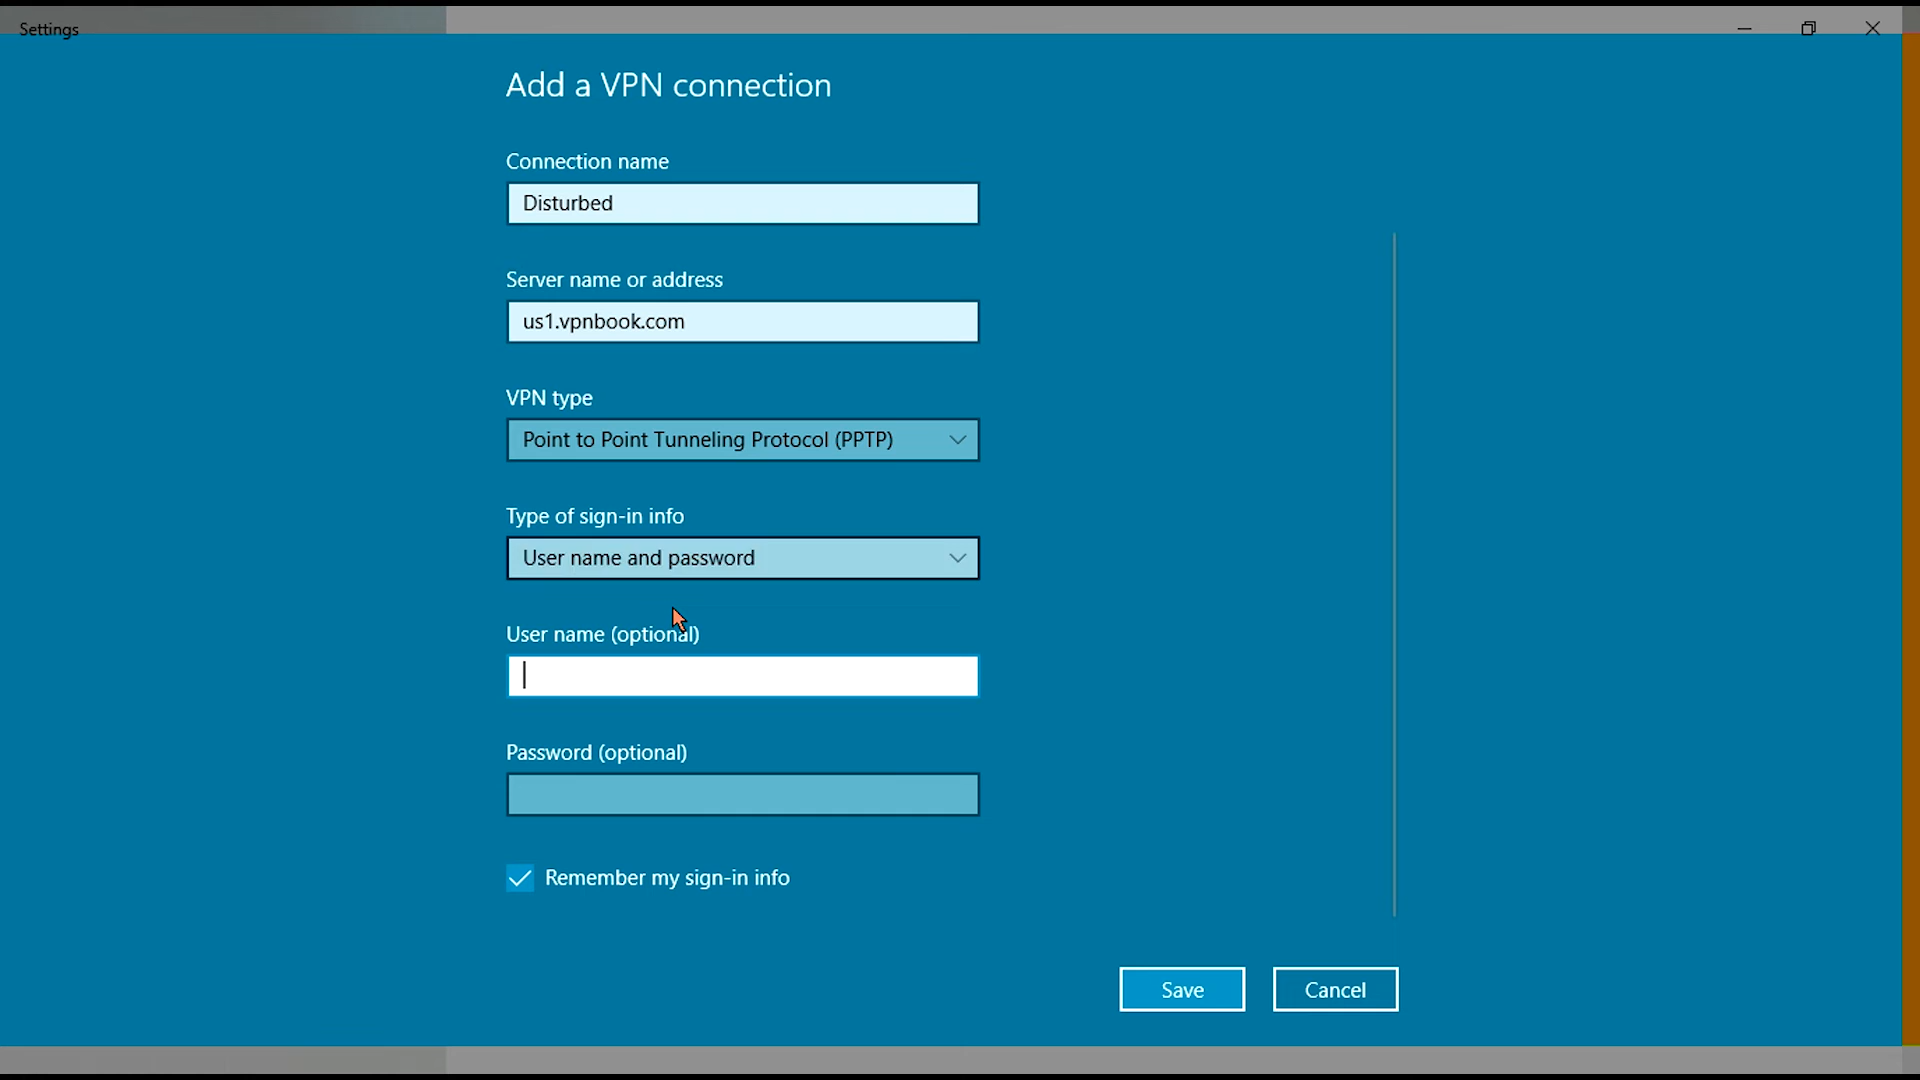 Settings
Add a VPN connection
Connection name
Disturbed
Server name or address
us1.vpnbook.com
VPN type
Point to Point Tunneling Protocol (PPTP)
Type of sign-in info
User name and password
User name (optional)
Password (optional)
Remember my sign-in info
Save Cancel